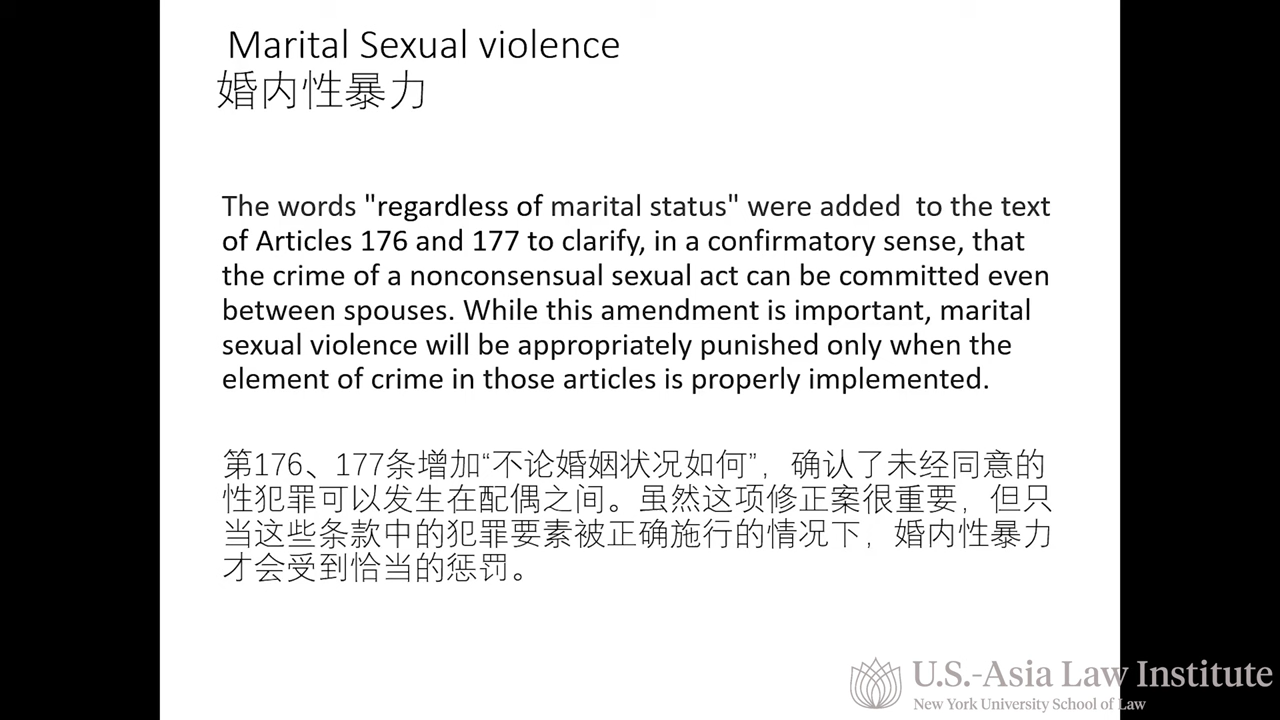 Marital Sexual violence
婚内性暴力
The words "regardless of marital status" were added  to the text
of Articles 176 and 177 to clarify, in a confirmatory sense, that
the crime of a nonconsensual sexual act can be committed even
between spouses. While this amendment is important, marital
sexual violence will be appropriately punished only when the
element of crime in those articles is properly implemented.
第176、177条增加“不论婚姻状况如何”，确认了未经同意的
性犯罪可以发生在配偶之间。虽然这项修正案很重要，但只
当这些条款中的犯罪要素被正确施行的情况下，婚内性暴力
才会受到恰当的惩罚。
U.S.-Asia Law Institute
New York University School of Law